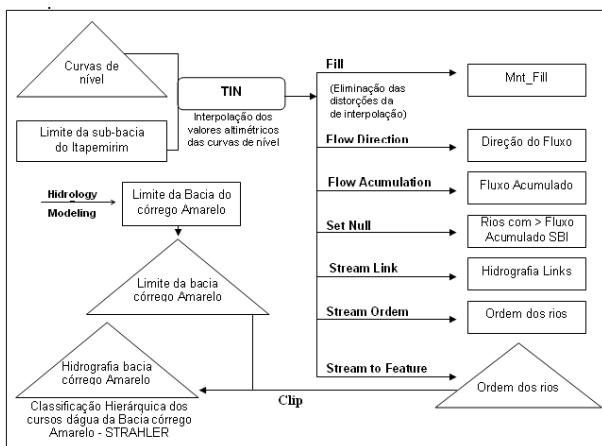 Curvas de
nível
TIN
Interpolação dos
valores altimétricos
das curvas de nível
Limite da sub-bacia
do Itapemirim
Fill
(Eliminação das
distorções da
de interpolação)
Mnt_Fill
Flow Direction
Direção do Fluxo
Flow Acumulation
Fluxo Acumulado
Set Null
Rios com > Fluxo
Acumulado SBI
Stream Link
Hidrografia Links
Stream Ordem
Ordem dos rios
Stream to Feature
Ordem dos rios
Hidrology
Modeling
Limite da Bacia do
córrego Amarelo
Limite da bacia
córrego Amarelo
Clip
Hidrografia bacia
córrego Amarelo
Classificação Hierárquica dos
cursos dágua da Bacia córrego
Amarelo - STRAHLER